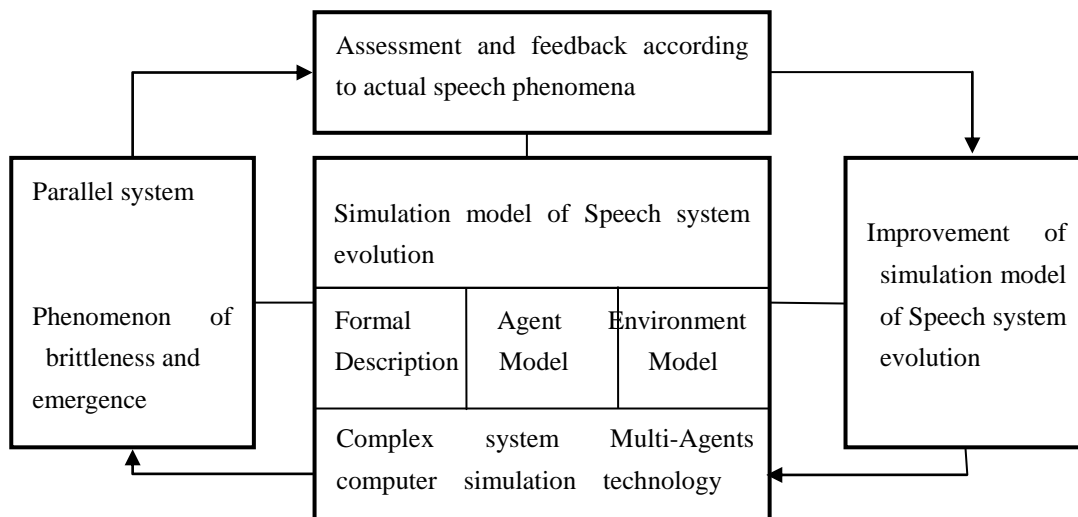 Assessment and feedback according
to actual speech phenomena
Parallel system
Phenomenon of
brittleness and
emergence
Simulation model of Speech system
evolution
Formal
Description
Agent
Model
Environment
Model
Complex system Multi-Agents
computer simulation technology
Improvement of
simulation model
of Speech system
evolution